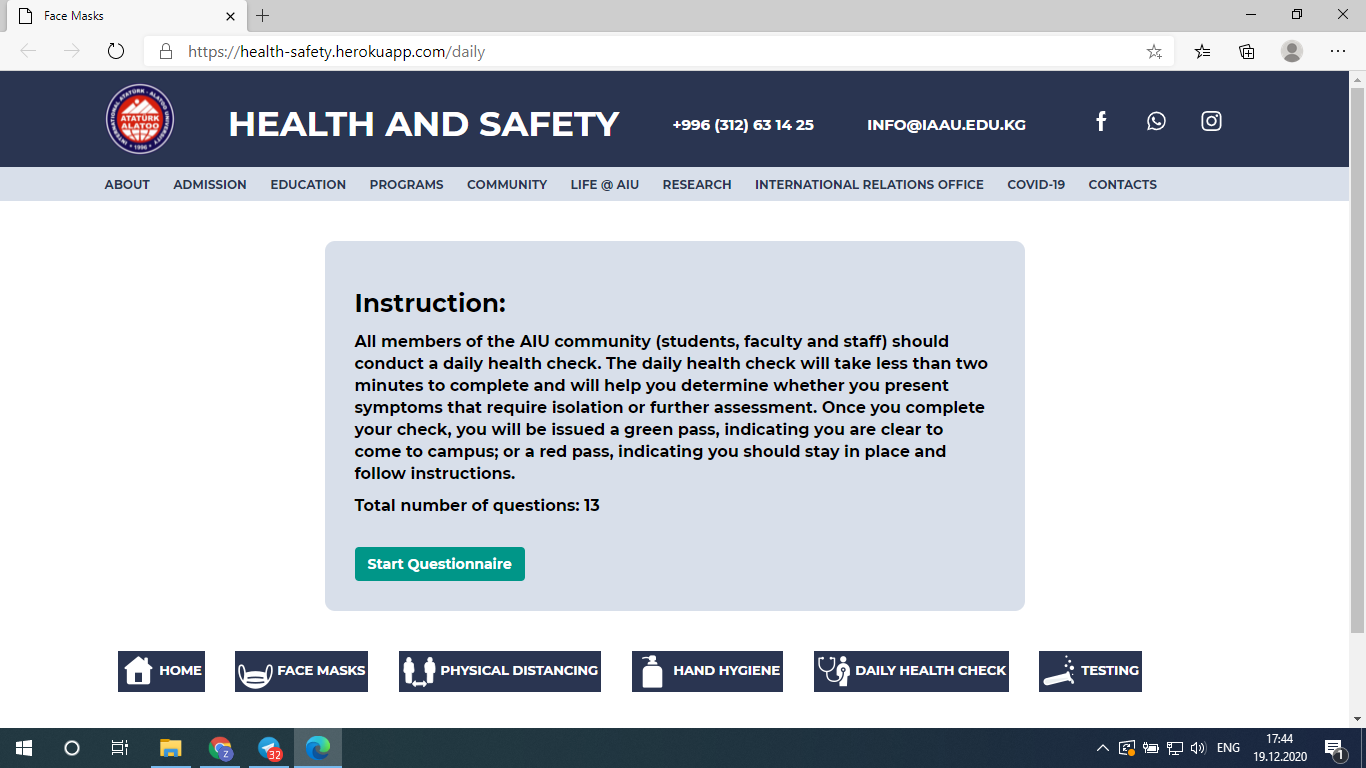 Face Masks
https://health-safety.herokuapp.com/daily
INTERNATIONAL ATATÜRK - ALATOO UNIVERSITY
ATATÜRK
ALATOO
1996
HEALTH AND SAFETY
+996 (312) 63 14 25
INFO@IAAU.EDU.KG
ABOUT ADMISSION EDUCATION PROGRAMS COMMUNITY LIFE @ AIU RESEARCH INTERNATIONAL RELATIONS OFFICE COVID-19 CONTACTS
Instruction:
All members of the AIU community (students, faculty and staff) should
conduct a daily health check. The daily health check will take less than two
minutes to complete and will help you determine whether you present
symptoms that require isolation or further assessment. Once you complete
your check, you will be issued a green pass, indicating you are clear to
come to campus; or a red pass, indicating you should stay in place and
follow instructions.
Total number of questions: 13
Start Questionnaire
HOME FACE MASKS PHYSICAL DISTANCING HAND HYGIENE DAILY HEALTH CHECK TESTING
Z
32
ENG
17:44
19.12.2020
1